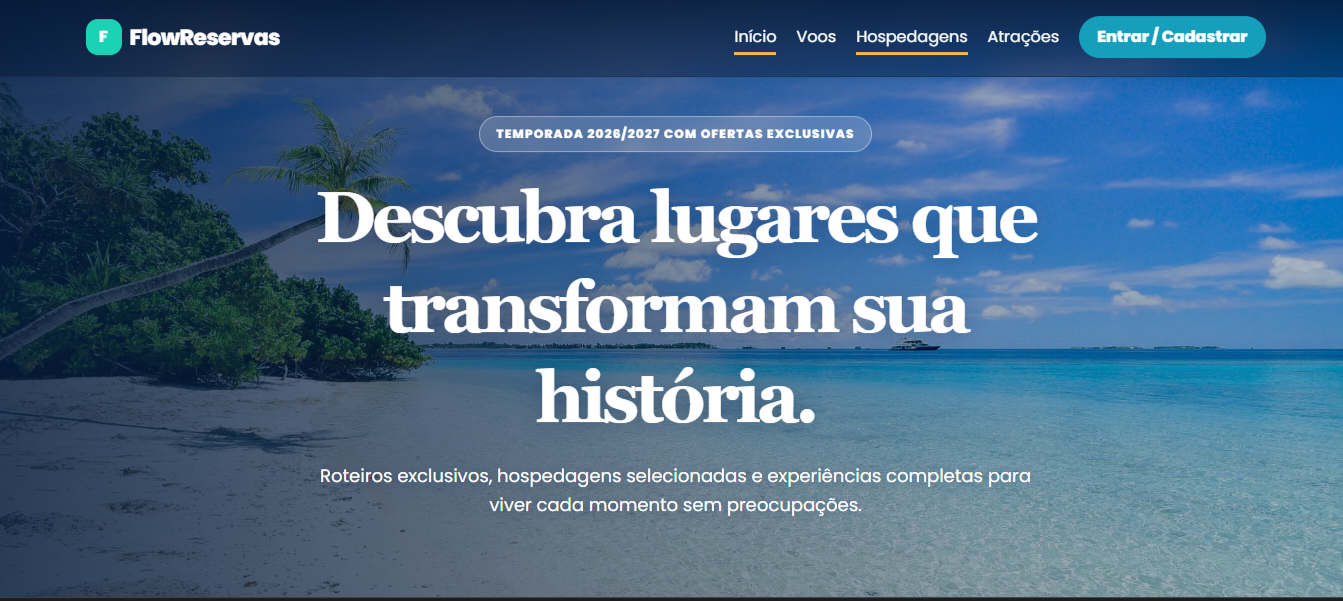 F FlowReservas
Início Voos Hospedagens Atrações Entrar / Cadastrar
TEMPORADA 2026/2027 COM OFERTAS EXCLUSIVAS
Descubra lugares que
transformam sua
história.
Roteiros exclusivos, hospedagens selecionadas e experiências completas para
viver cada momento sem preocupações.